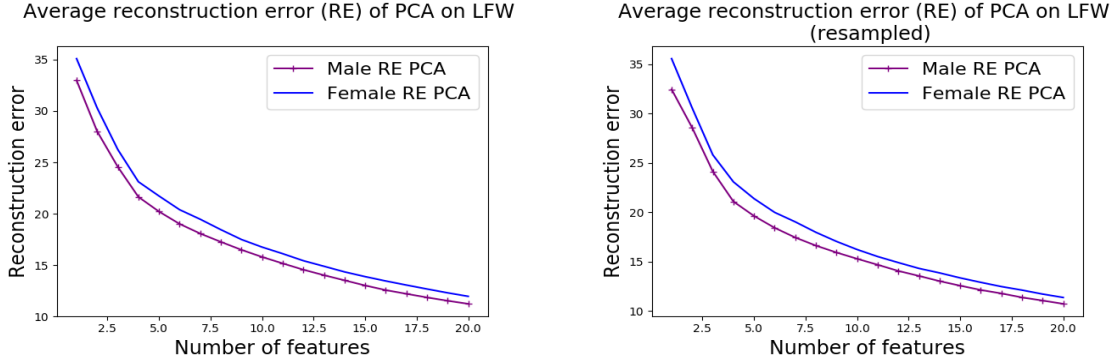 Average reconstruction error (RE) of PCA on LFW
35
30
25
20
15
10
Reconstruction error
Male RE PCA
Female RE PCA
2.5 5.0 7.5 10.0 12.5 15.0 17.5 20.0
Number of features
Average reconstruction error (RE) of PCA on LFW
(resampled)
35
30
25
20
15
10
Reconstruction error
Male RE PCA
Female RE PCA
2.5 5.0 7.5 10.0 12.5 15.0 17.5 20.0
Number of features